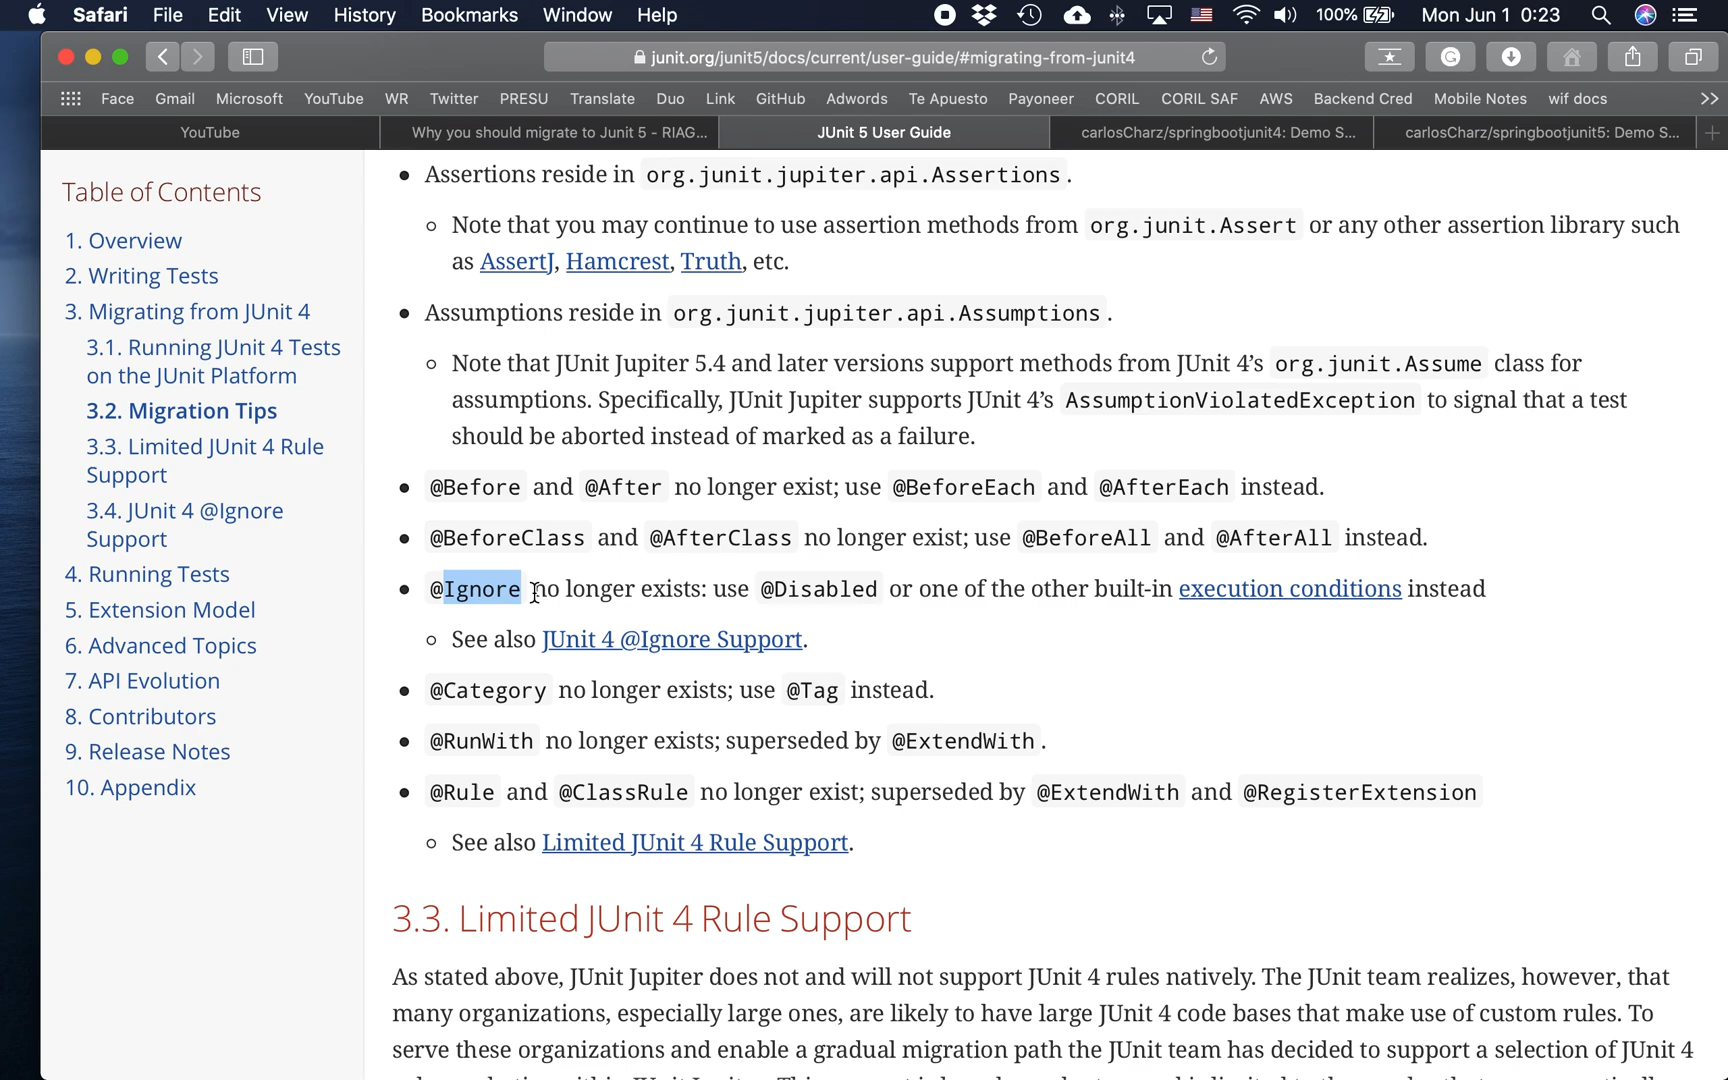 Safari File Edit View History Bookmarks Window Help 100% Mon Jun 1 0:23
junit.org/junit5/docs/current/user-guide/#migrating-from-junit4
Face Gmail Microsoft YouTube WR Twitter PRESU Translate Duo Link GitHub Adwords Te Apuesto Payoneer CORIL CORIL SAF AWS Backend Cred Mobile Notes wif docs
YouTube Why you should migrate to Junit 5 - RIAG... JUnit 5 User Guide carlosCharz/springbootjunit4: Demo S... carlosCharz/springbootjunit5: Demo S...
Table of Contents
1. Overview
2. Writing Tests
3. Migrating from JUnit 4
3.1. Running JUnit 4 Tests
on the JUnit Platform
3.2. Migration Tips
3.3. Limited JUnit 4 Rule
Support
3.4. JUnit 4 @Ignore
Support
4. Running Tests
5. Extension Model
6. Advanced Topics
7. API Evolution
8. Contributors
9. Release Notes
10. Appendix
• Assertions reside in org.junit.jupiter.api.Assertions.
◦ Note that you may continue to use assertion methods from org.junit.Assert or any other assertion library such
as AssertJ, Hamcrest, Truth, etc.
• Assumptions reside in org.junit.jupiter.api.Assumptions.
◦ Note that JUnit Jupiter 5.4 and later versions support methods from JUnit 4’s org.junit.Assume class for
assumptions. Specifically, JUnit Jupiter supports JUnit 4’s AssumptionViolatedException to signal that a test
should be aborted instead of marked as a failure.
• @Before and @After no longer exist; use @BeforeEach and @AfterEach instead.
• @BeforeClass and @AfterClass no longer exist; use @BeforeAll and @AfterAll instead.
• @Ignore no longer exists: use @Disabled or one of the other built-in execution conditions instead
◦ See also JUnit 4 @Ignore Support.
• @Category no longer exists; use @Tag instead.
• @RunWith no longer exists; superseded by @ExtendWith.
• @Rule and @ClassRule no longer exist; superseded by @ExtendWith and @RegisterExtension
◦ See also Limited JUnit 4 Rule Support.
3.3. Limited JUnit 4 Rule Support
As stated above, JUnit Jupiter does not and will not support JUnit 4 rules natively. The JUnit team realizes, however, that
many organizations, especially large ones, are likely to have large JUnit 4 code bases that make use of custom rules. To
serve these organizations and enable a gradual migration path the JUnit team has decided to support a selection of JUnit 4